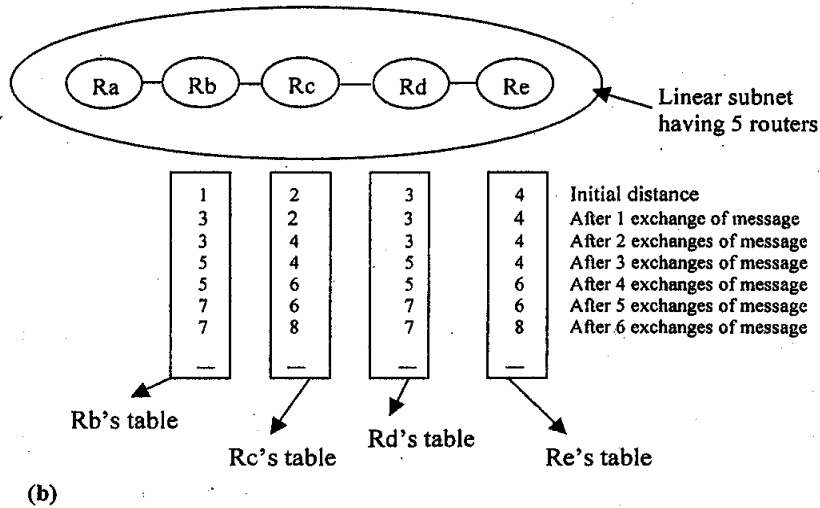 Ra Rb Rc Rd Re
Linear subnet
having 5 routers
1 2 3 4 Initial distance
3 2 3 4 After 1 exchange of message
3 4 3 4 After 2 exchanges of message
5 4 5 4 After 3 exchanges of message
5 6 5 6 After 4 exchanges of message
7 6 7 6 After 5 exchanges of message
7 8 7 8 After 6 exchanges of message
— — — —
Rb's table
Rc's table
Rd's table
Re's table
(b)